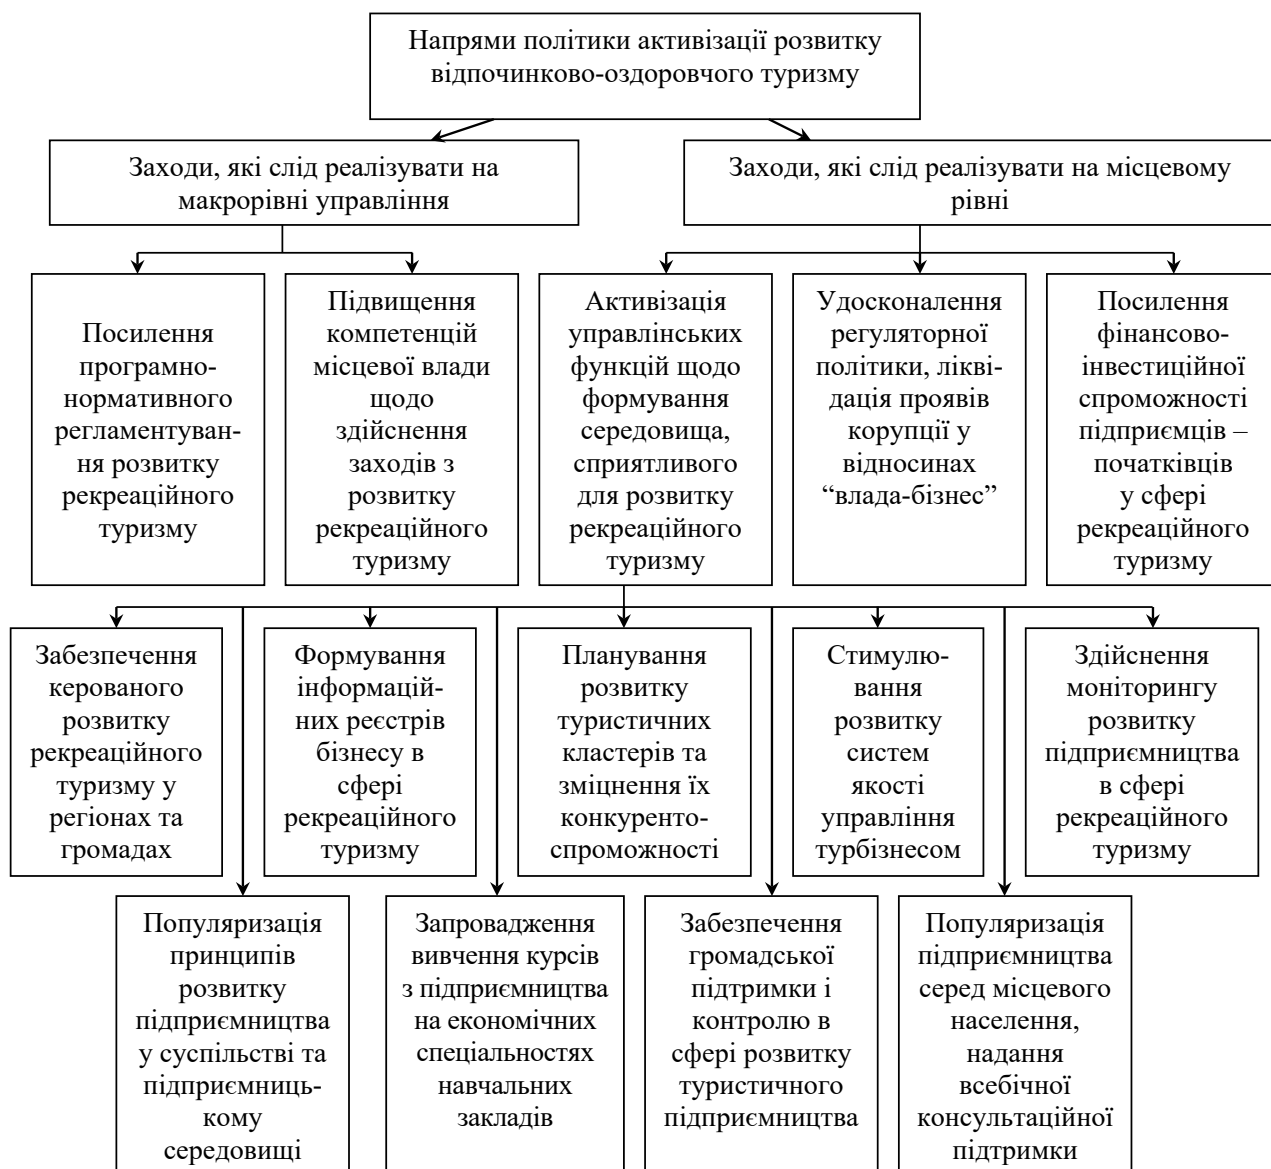 Напрями політики активізації розвитку
відпочинково-оздоровчого туризму
Заходи, які слід реалізувати на
макрорівні управління
Заходи, які слід реалізувати на місцевому
рівні
Посилення
програмно-
нормативного
регламентуван-
ня розвитку
рекреаційного
туризму
Підвищення
компетенцій
місцевої влади
щодо
здійснення
заходів з
розвитку
рекреаційного
туризму
Активізація
управлінських
функцій щодо
формування
середовища,
сприятливого
для розвитку
рекреаційного
туризму
Удосконалення
регуляторної
політики, лікві-
дація проявів
корупції у
відносинах
“влада-бізнес”
Посилення
фінансово-
інвестиційної
спроможності
підприємців –
початківців
у сфері
рекреаційного
туризму
Забезпечення
керованого
розвитку
рекреаційного
туризму у
регіонах та
громадах
Формування
інформацій-
них реєстрів
бізнесу в
сфері
рекреаційного
туризму
Планування
розвитку
туристичних
кластерів та
зміцнення їх
конкуренто-
спроможності
Стимулю-
вання
розвитку
систем
якості
управління
турбізнесом
Здійснення
моніторингу
розвитку
підприємництва
в сфері
рекреаційного
туризму
Популяризація
принципів
розвитку
підприємництва
у суспільстві та
підприємниць-
кому
середовищі
Запровадження
вивчення курсів
з підприємництва
на економічних
спеціальностях
навчальних
закладів
Забезпечення
громадської
підтримки і
контролю в
сфері розвитку
туристичного
підприємництва
Популяризація
підприємництва
серед місцевого
населення,
надання
всебічної
консультаційної
підтримки